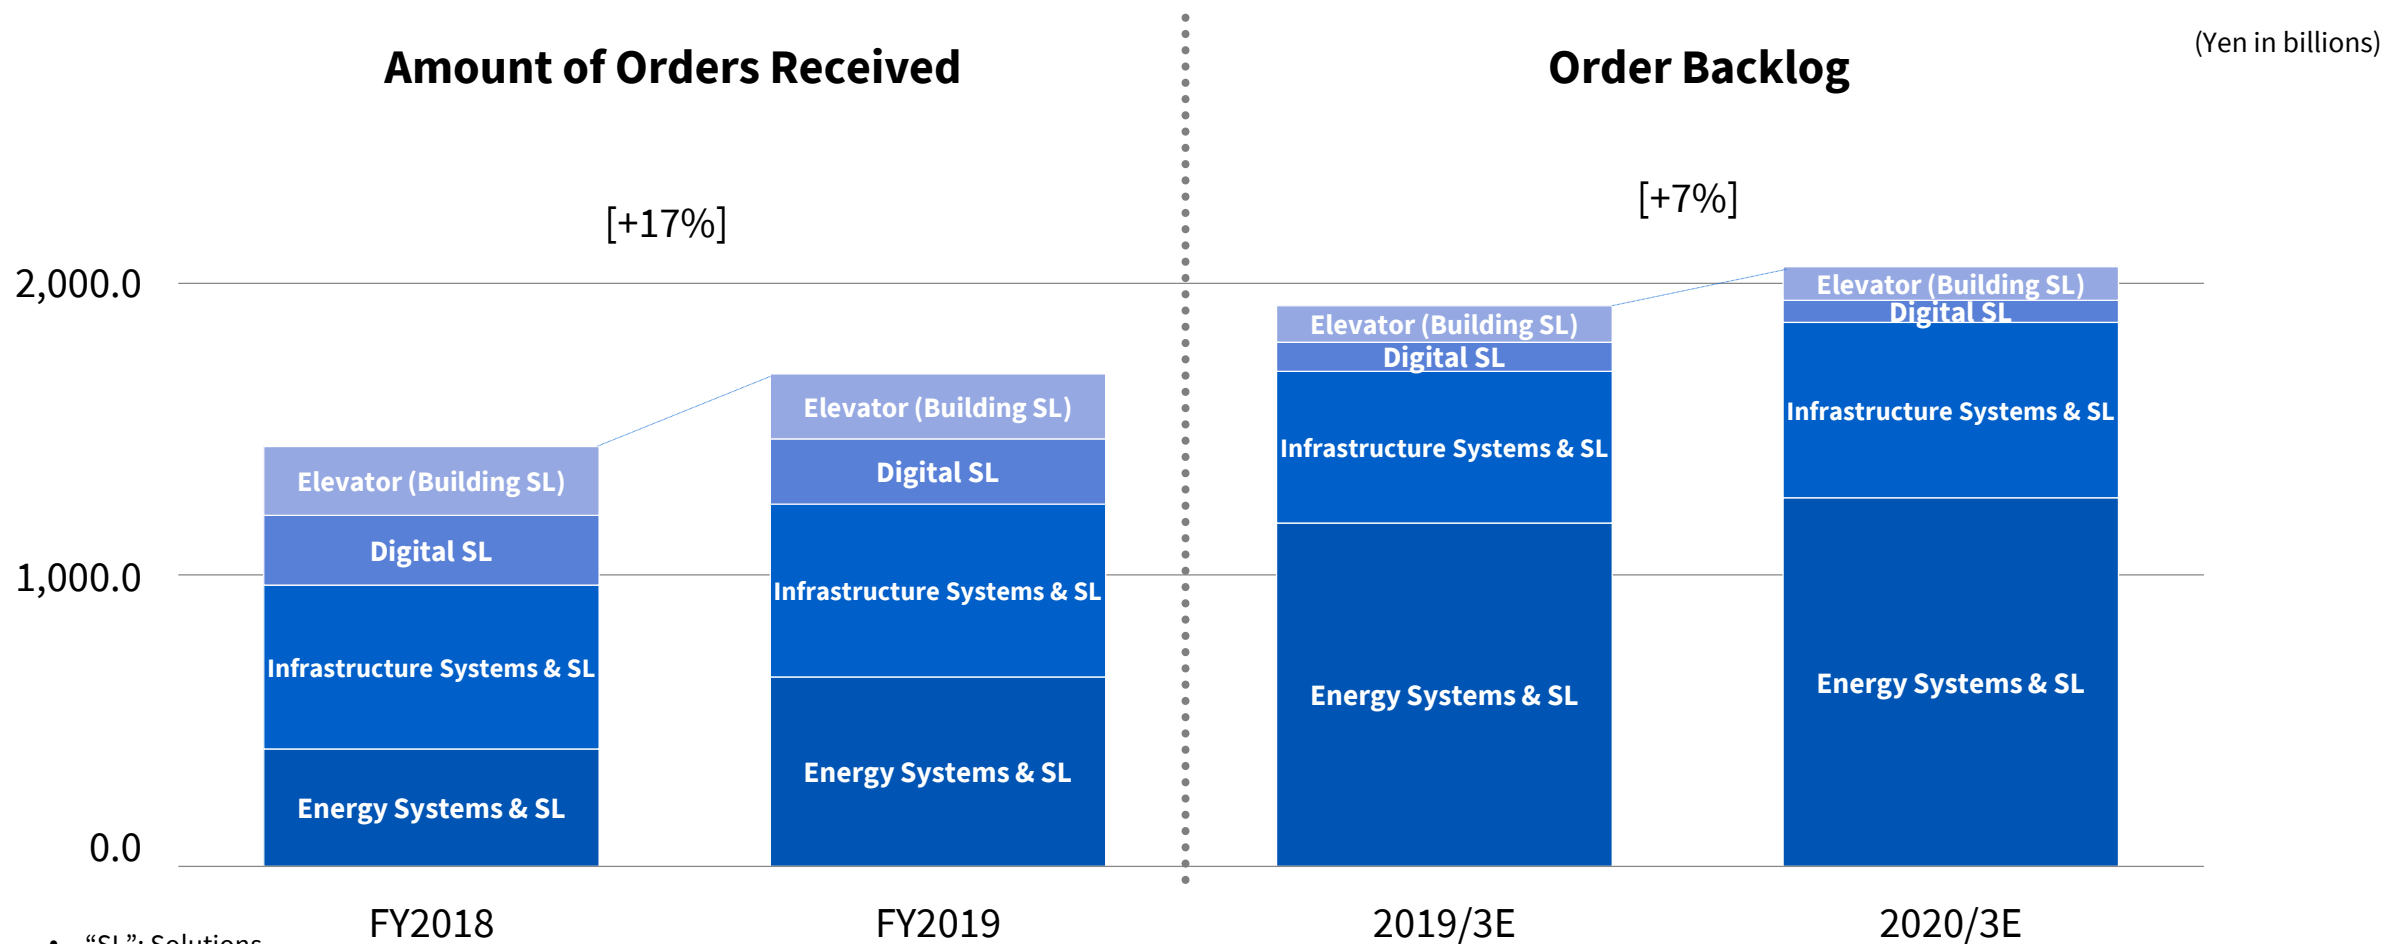 (Yen in billions)
Amount of Orders Received
Order Backlog
[+17%]
[+7%]
2,000.0
1,000.0
0.0
Elevator (Building SL)
Digital SL
Infrastructure Systems & SL
Energy Systems & SL
Elevator (Building SL)
Digital SL
Infrastructure Systems & SL
Energy Systems & SL
Elevator (Building SL)
Digital SL
Infrastructure Systems & SL
Energy Systems & SL
Elevator (Building SL)
Digital SL
Infrastructure Systems & SL
Energy Systems & SL
FY2018
FY2019
2019/3E
2020/3E
• “SL”: Solutions